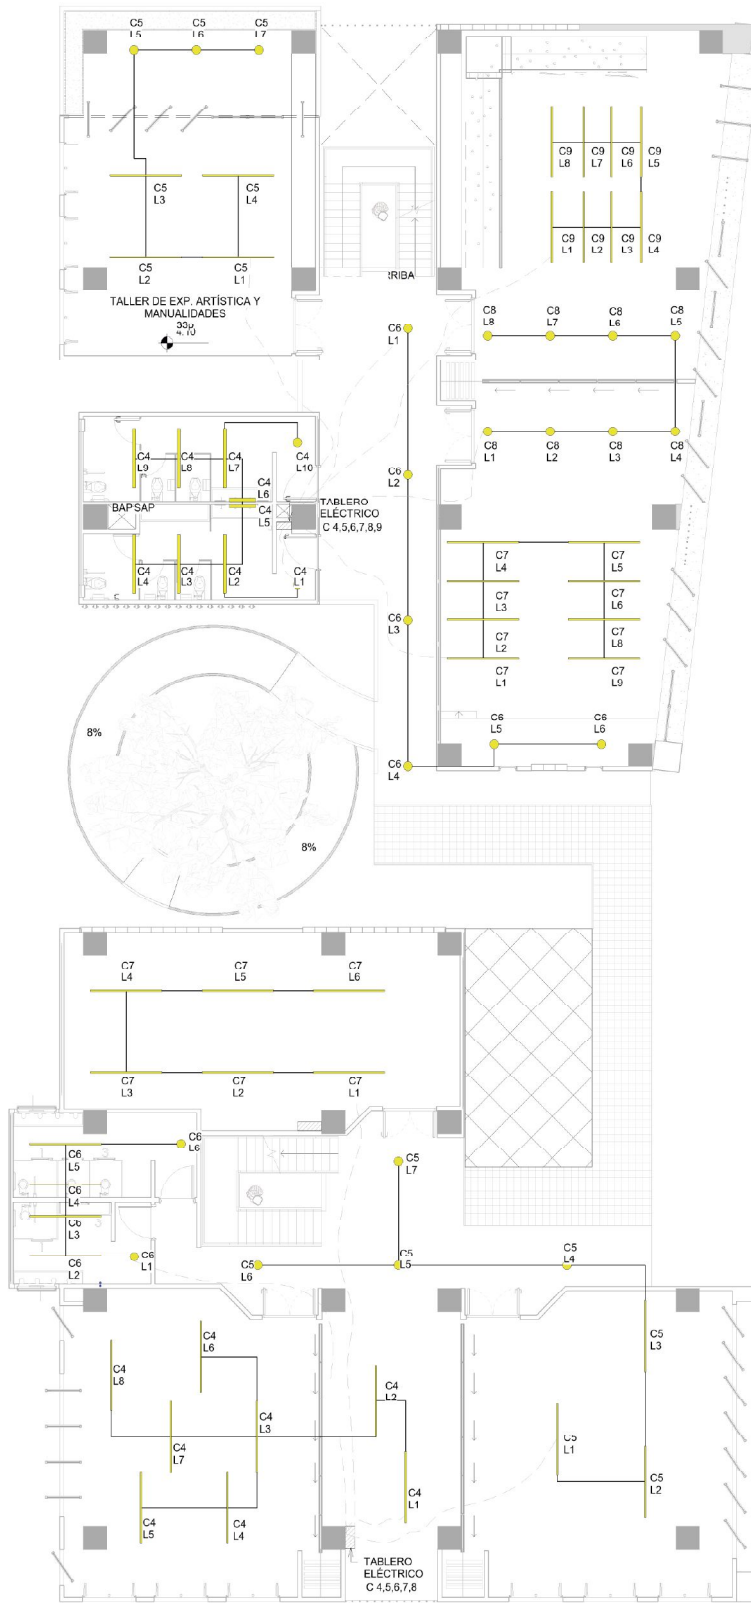 C5 C5 C5
L5 L6 L7
C5 C5
L3 L4
C5 C5
L2 L1
TALLER DE EXP. ARTÍSTICA Y
MANUALIDADES
4.10
C9 C9 C9 C9
L8 L7 L6 L5
C9 C9 C9 C9
L1 L2 L3 L4
RIBA
C6
L1
C8 C8 C8 C8
L8 L7 L6 L5
C8 C8 C8 C8
L1 L2 L3 L4
C4 C4 C4 C4
L9 L8 L7 L10
C6
L2
C4
L6
C4
L5
BAP SAP
TABLERO
ELÉCTRICO
C 4,5,6,7,8,9
C4 C4 C4 C4
L4 L3 L2 L1
C7 C7
L4 L5
C7 C7
L3 L6
C6
L3
C7 C7
L2 L8
C7 C7
L1 L9
C6 C6
L5 L6
C6
L4
8%
8%
C7 C7 C7
L4 L5 L6
C7 C7 C7
L3 L2 L1
C6
L6
C6
L5
3
C6
L4
C6
L3
C6
L2
C6
L1
C5
L7
C5
L6
C5
L5
C5
L4
C5
L3
C4
L6
C4
L8
C4
L2
C4
L3
C4
L7
C5
L1
C5
L2
C4
L5
C4
L4
C4
L1
TABLERO
ELÉCTRICO
C 4,5,6,7,8